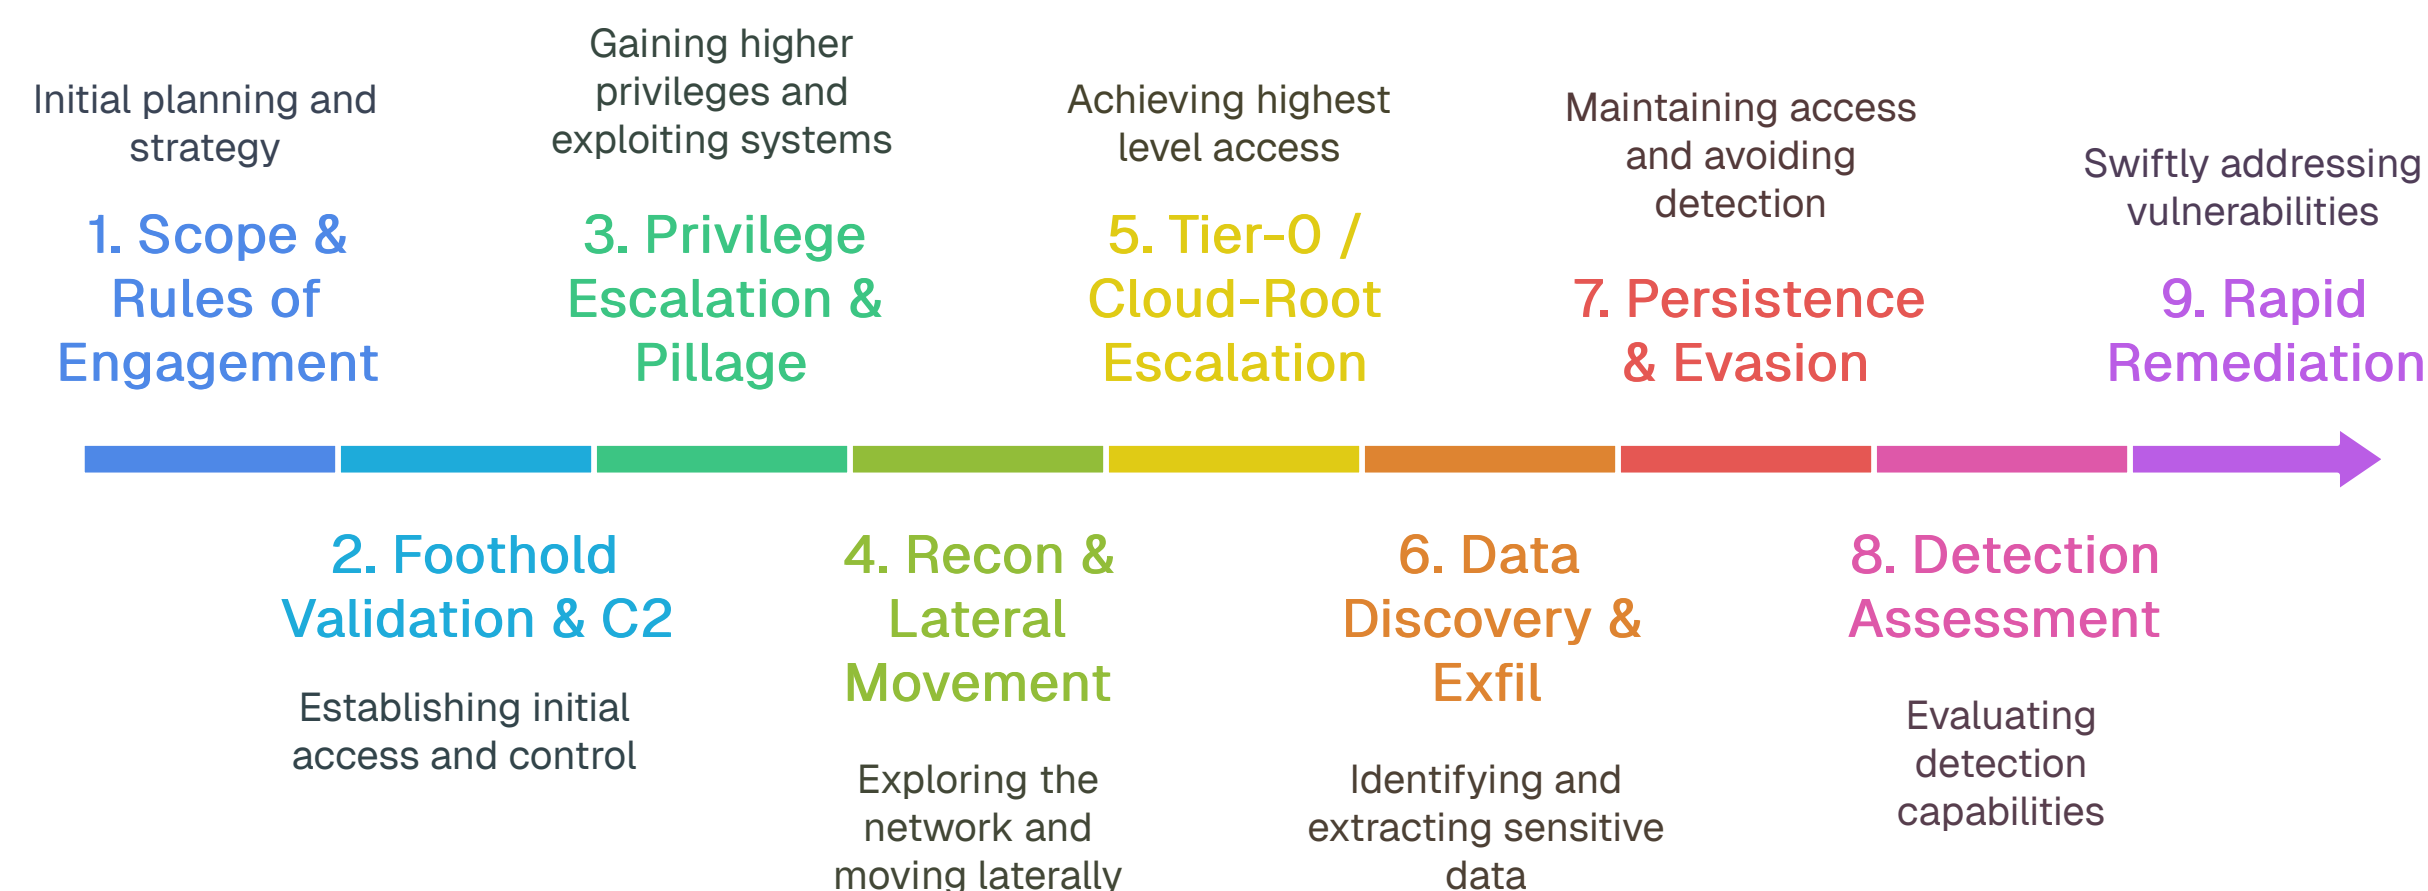 Initial planning and
strategy
1. Scope &
Rules of
Engagement
2. Foothold
Validation & C2
Establishing initial
access and control
Gaining higher
privileges and
exploiting systems
3. Privilege
Escalation &
Pillage
4. Recon &
Lateral
Movement
Exploring the
network and
moving laterally
Achieving highest
level access
5. Tier-0 /
Cloud-Root
Escalation
6. Data
Discovery &
Exfil
Identifying and
extracting sensitive
data
Maintaining access
and avoiding
detection
7. Persistence
& Evasion
8. Detection
Assessment
Evaluating
detection
capabilities
Swiftly addressing
vulnerabilities
9. Rapid
Remediation